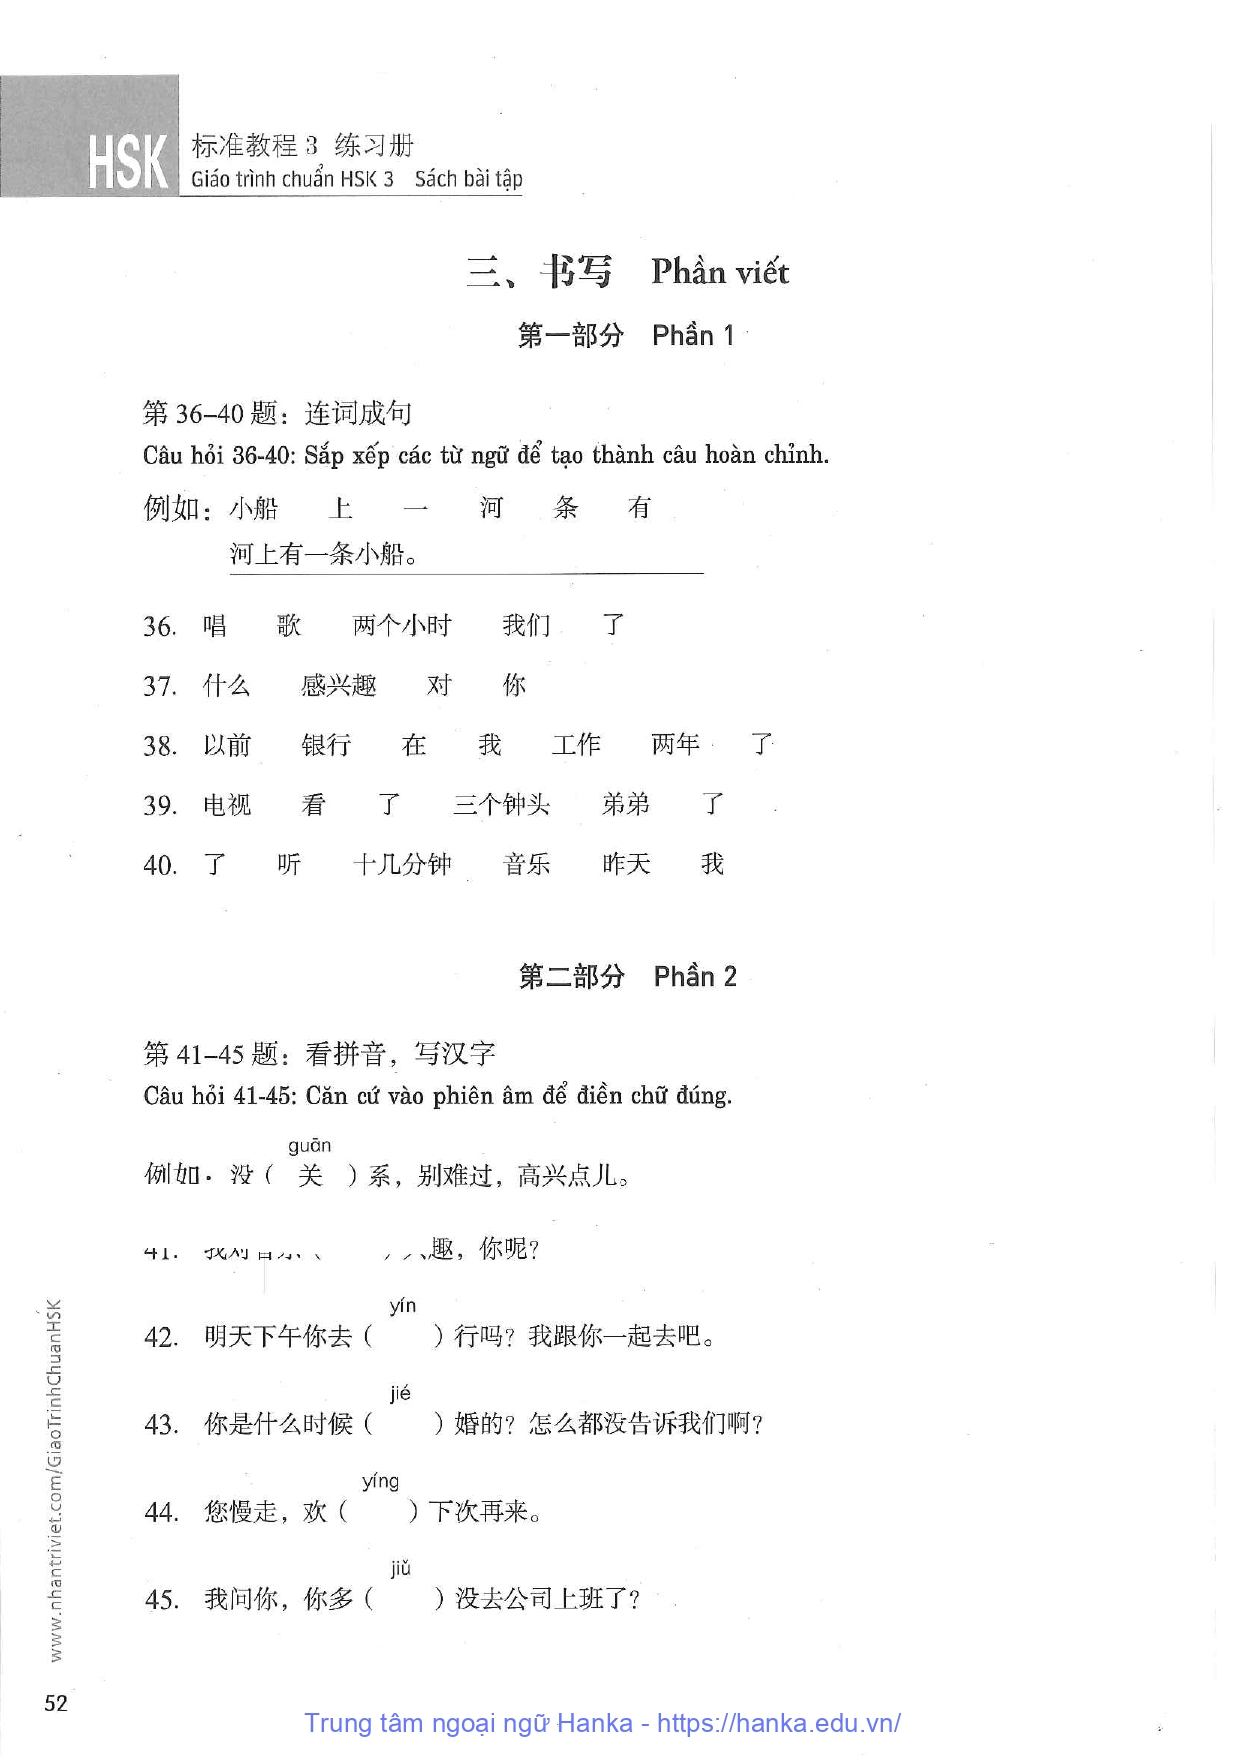 HSK 标准教程 3 练习册
Giáo trình chuẩn HSK 3 Sách bài tập
三、书写 Phần viết
第一部分 Phần 1
第 36–40 题：连词成句
Câu hỏi 36-40: Sắp xếp các từ ngữ để tạo thành câu hoàn chỉnh.
例如：小船 上 一 河 条 有
河上有一条小船。
36. 唱 歌 两个小时 我们 了
37. 什么 感兴趣 对 你
38. 以前 银行 在 我 工作 两年 了
39. 电视 看 了 三个钟头 弟弟 了
40. 了 听 十几分钟 音乐 昨天 我
第二部分 Phần 2
第 41–45 题：看拼音，写汉字
Câu hỏi 41-45: Căn cứ vào phiên âm để điền chữ đúng.
guān
例如：没（ 关 ）系，别难过，高兴点儿。
41. 趣，你呢？
yín
42. 明天下午你去（ ）行吗？我跟你一起去吧。
jié
43. 你是什么时候（ ）婚的？怎么都没告诉我们啊？
yíng
44. 您慢走，欢（ ）下次再来。
jiǔ
45. 我问你，你多（ ）没去公司上班了？
www.nhantriviet.com/GiaoTrinhChuanHSK
52
Trung tâm ngoại ngữ Hanka - https://hanka.edu.vn/